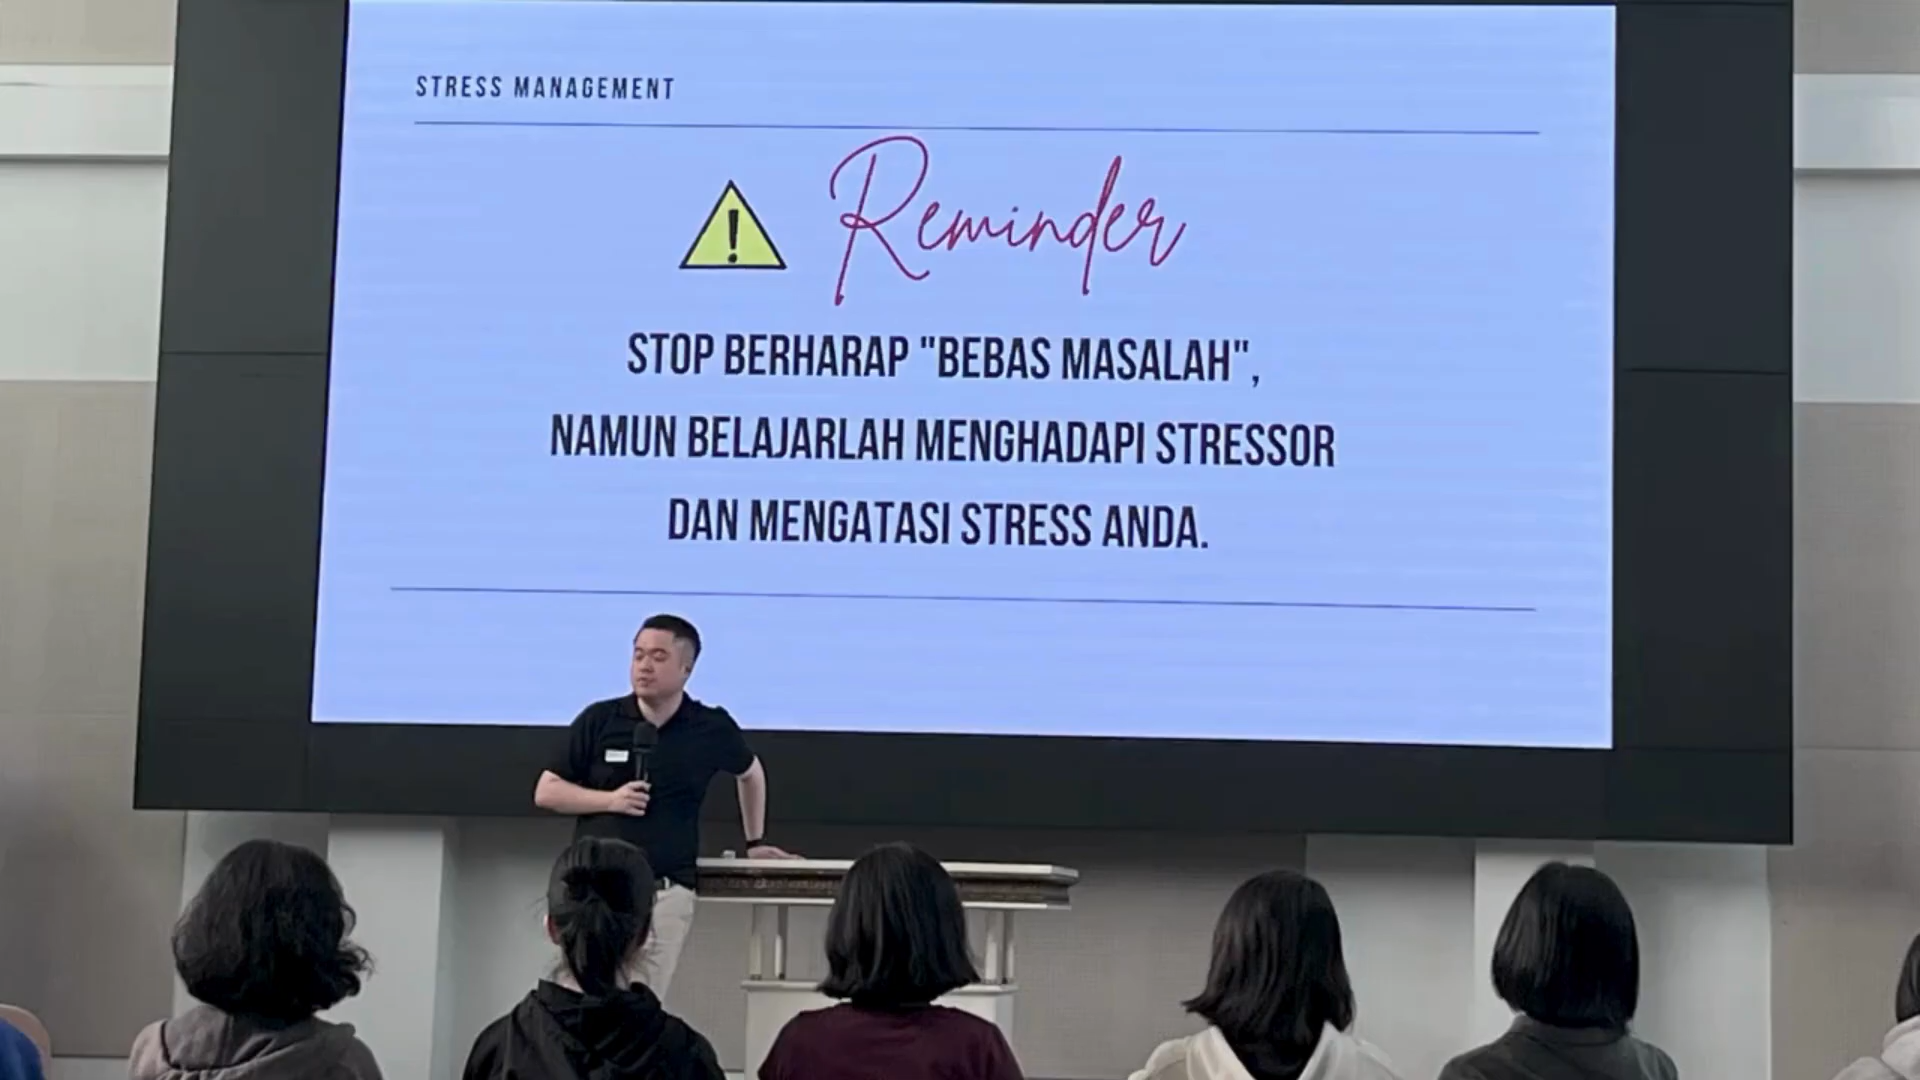 STRESS MANAGEMENT
Reminder
STOP BERHARAP "BEBAS MASALAH",
NAMUN BELAJARLAH MENGHADAPI STRESSOR
DAN MENGATASI STRESS ANDA.